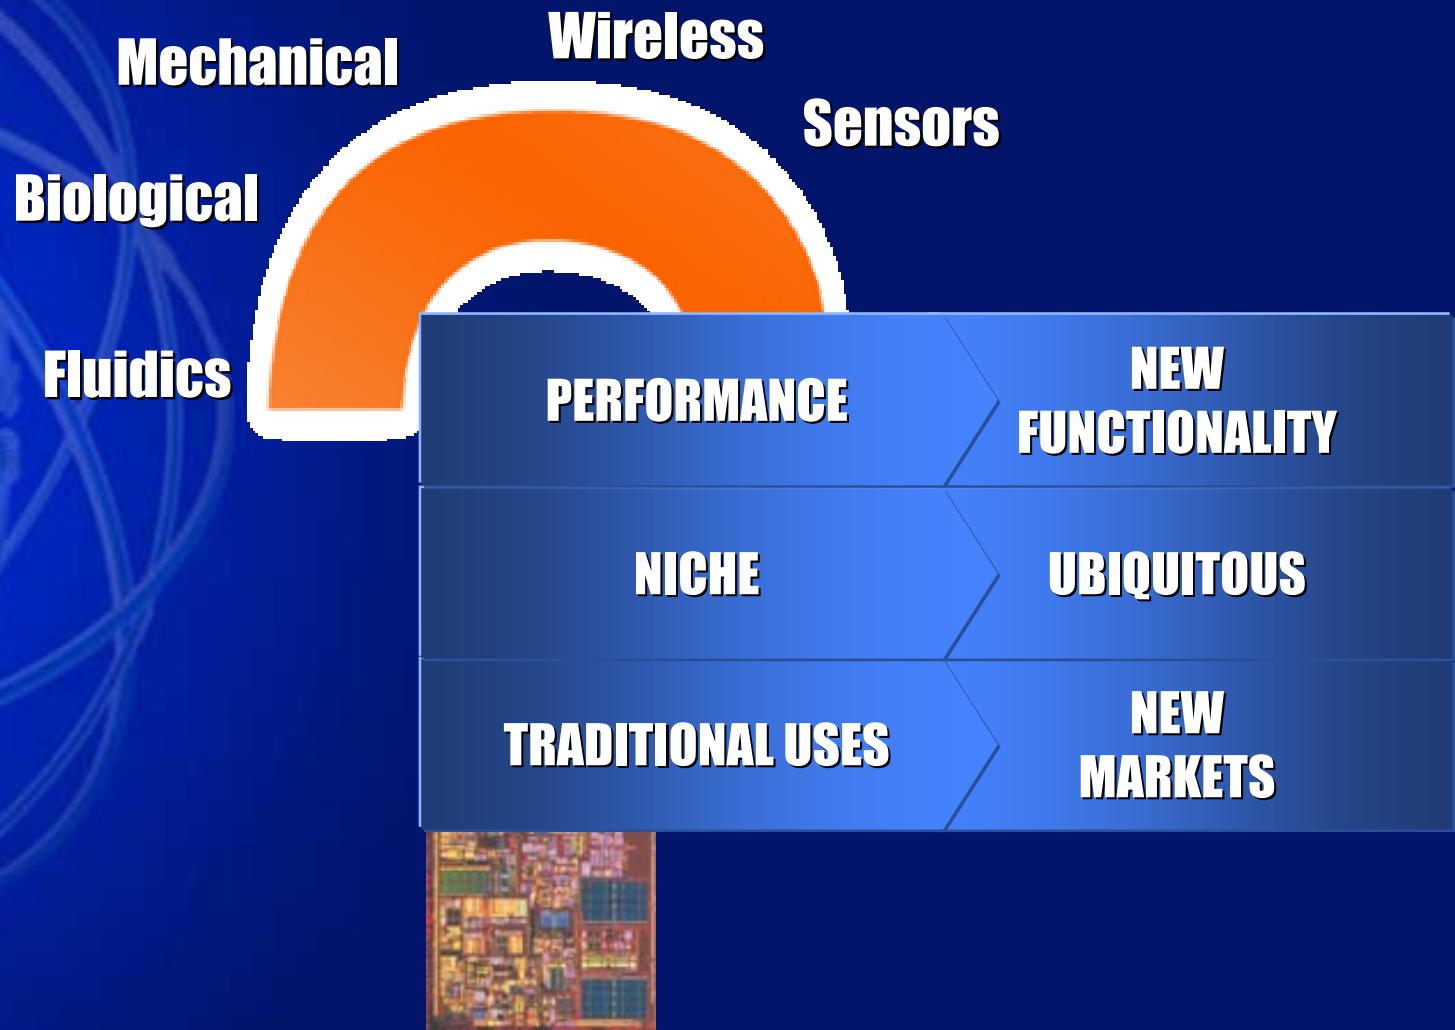 Wireless
Mechanical
Sensors
Biological
Fluidics
PERFORMANCE
NEW
FUNCTIONALITY
NICHE
UBIQUITOUS
TRADITIONAL USES
NEW
MARKETS